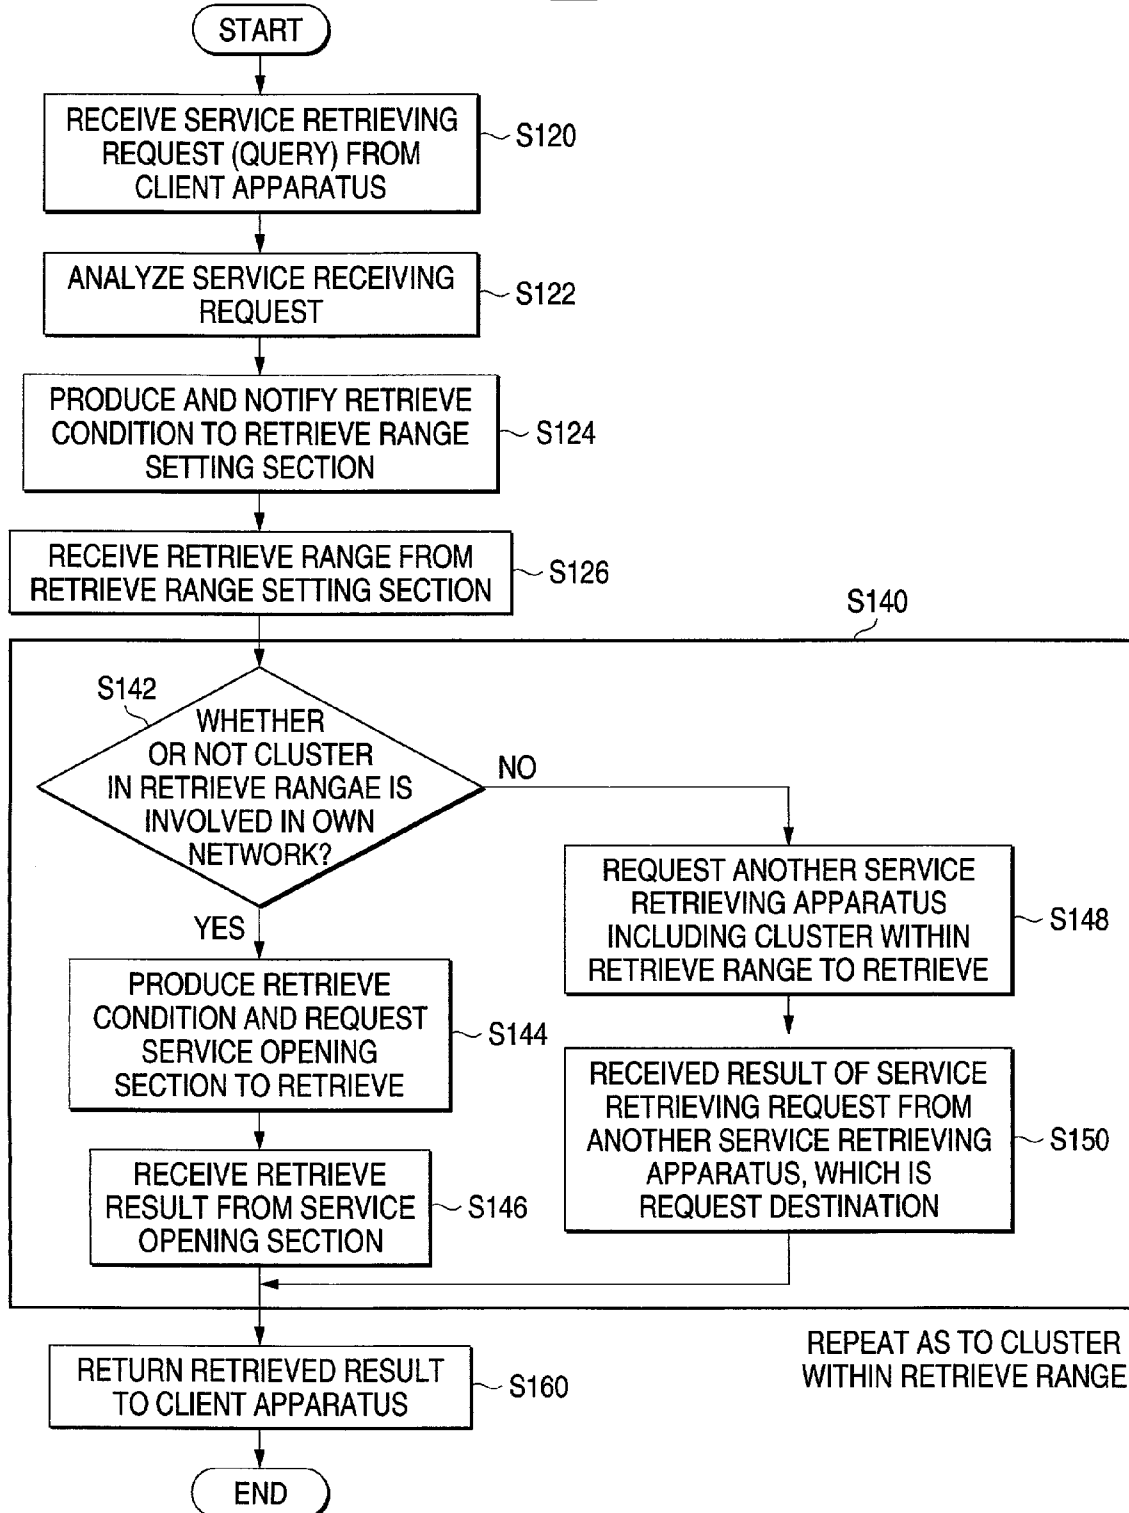 START
RECEIVE SERVICE RETRIEVING
REQUEST (QUERY) FROM
CLIENT APPARATUS
S120
ANALYZE SERVICE RECEIVING
REQUEST
S122
PRODUCE AND NOTIFY RETRIEVE
CONDITION TO RETRIEVE RANGE
SETTING SECTION
S124
RECEIVE RETRIEVE RANGE FROM
RETRIEVE RANGE SETTING SECTION
S126
S140
S142
WHETHER
OR NOT CLUSTER
IN RETRIEVE RANGAE IS
INVOLVED IN OWN
NETWORK?
NO
YES
PRODUCE RETRIEVE
CONDITION AND REQUEST
SERVICE OPENING
SECTION TO RETRIEVE
S144
RECEIVE RETRIEVE
RESULT FROM SERVICE
OPENING SECTION
S146
REQUEST ANOTHER SERVICE
RETRIEVING APPARATUS
INCLUDING CLUSTER WITHIN
RETRIEVE RANGE TO RETRIEVE
S148
RECEIVED RESULT OF SERVICE
RETRIEVING REQUEST FROM
ANOTHER SERVICE RETRIEVING
APPARATUS, WHICH IS
REQUEST DESTINATION
S150
REPEAT AS TO CLUSTER
WITHIN RETRIEVE RANGE
RETURN RETRIEVED RESULT
TO CLIENT APPARATUS
S160
END